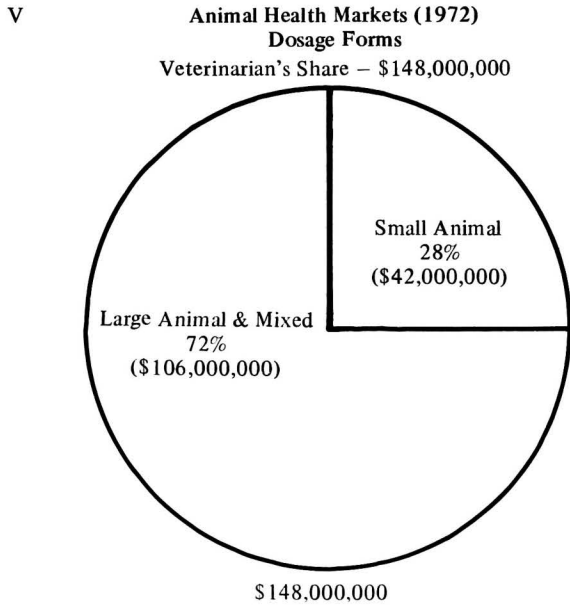 V
Animal Health Markets (1972)
Dosage Forms
Veterinarian's Share – $148,000,000
Small Animal
28%
($42,000,000)
Large Animal & Mixed
72%
($106,000,000)
$148,000,000